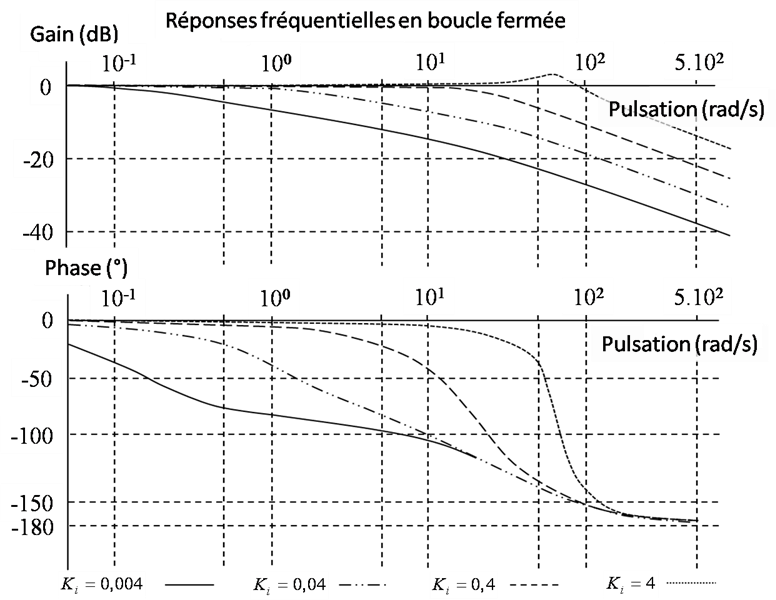 Réponses fréquentielles en boucle fermée
Gain (dB)
10⁻¹ 10⁰ 10¹ 10² 5.10²
0
Pulsation (rad/s)
-20
-40
Phase (°)
10⁻¹ 10⁰ 10¹ 10² 5.10²
0
Pulsation (rad/s)
-50
-100
-150
-180
Kᵢ = 0,004 Kᵢ = 0,04 Kᵢ = 0,4 Kᵢ = 4